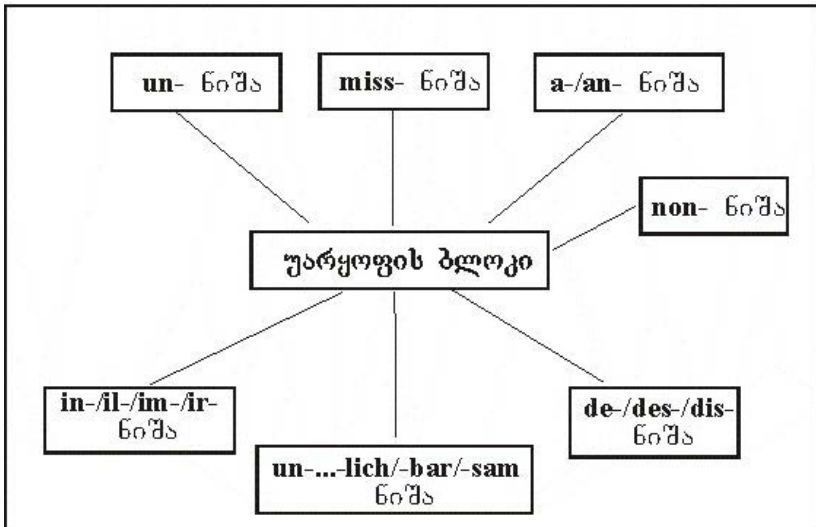 un- ნიშა
miss- ნიშა
a-/an- ნიშა
non- ნიშა
უარყოფის ბლოკი
in-/il-/im-/ir-
ნიშა
de-/des-/dis-
ნიშა
un-...-lich/-bar/-sam
ნიშა